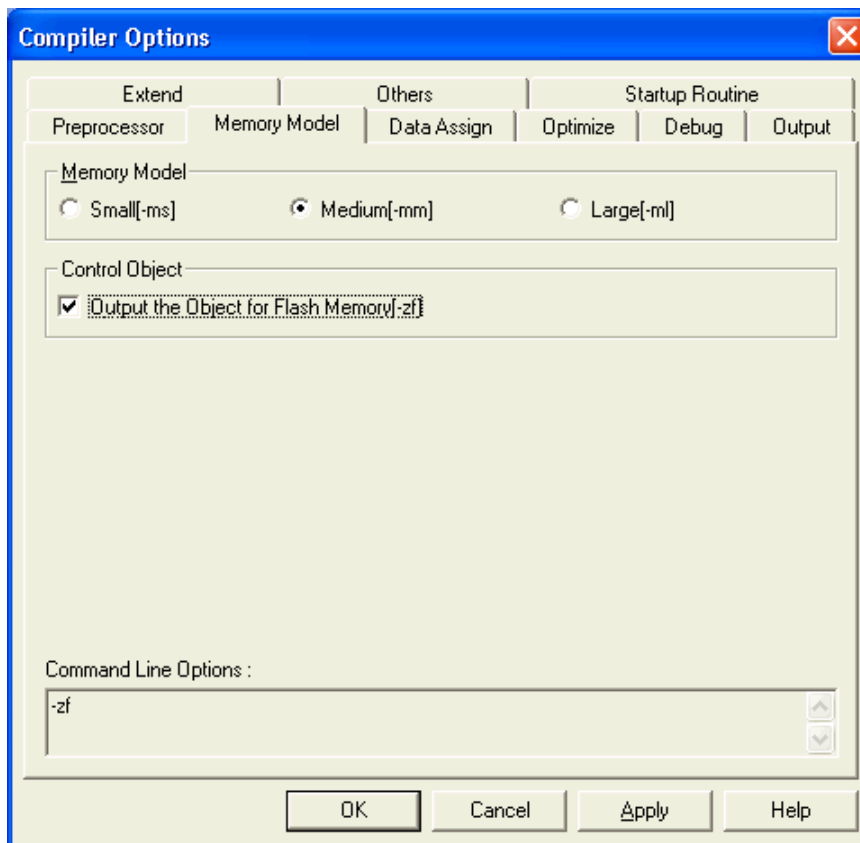 Compiler Options
Extend Others Startup Routine
Preprocessor Memory Model Data Assign Optimize Debug Output
Memory Model
Small[-ms] Medium[-mm] Large[-ml]
Control Object
Output the Object for Flash Memory[-zf]
Command Line Options :
-zf
OK Cancel Apply Help